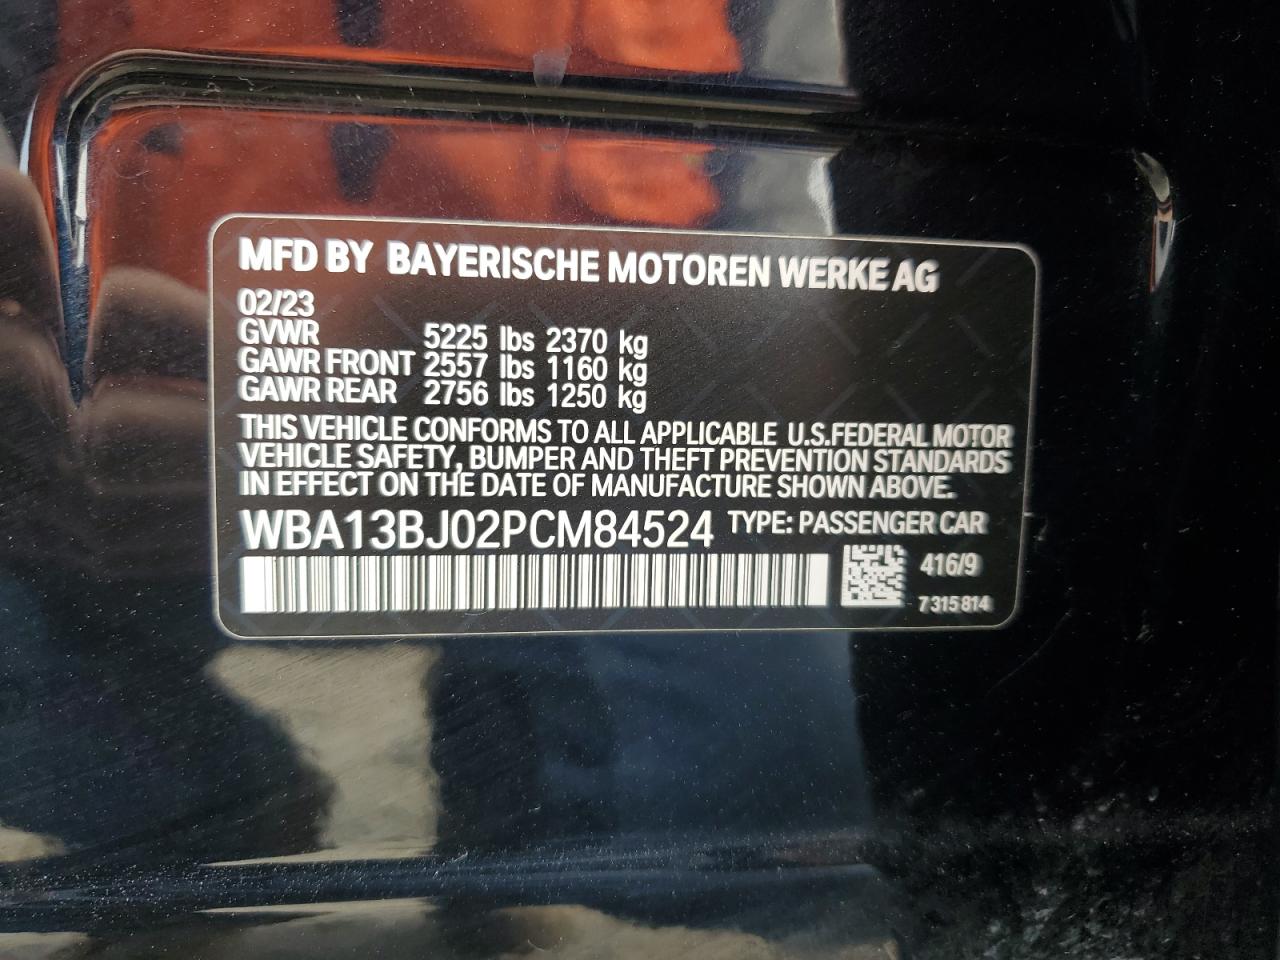 MFD BY BAYERISCHE MOTOREN WERKE AG
02/23
GVWR 5225 lbs 2370 kg
GAWR FRONT 2557 lbs 1160 kg
GAWR REAR 2756 lbs 1250 kg
THIS VEHICLE CONFORMS TO ALL APPLICABLE U.S.FEDERAL MOTOR
VEHICLE SAFETY, BUMPER AND THEFT PREVENTION STANDARDS
IN EFFECT ON THE DATE OF MANUFACTURE SHOWN ABOVE.
WBA13BJ02PCM84524 TYPE: PASSENGER CAR
416/9
7 315 814